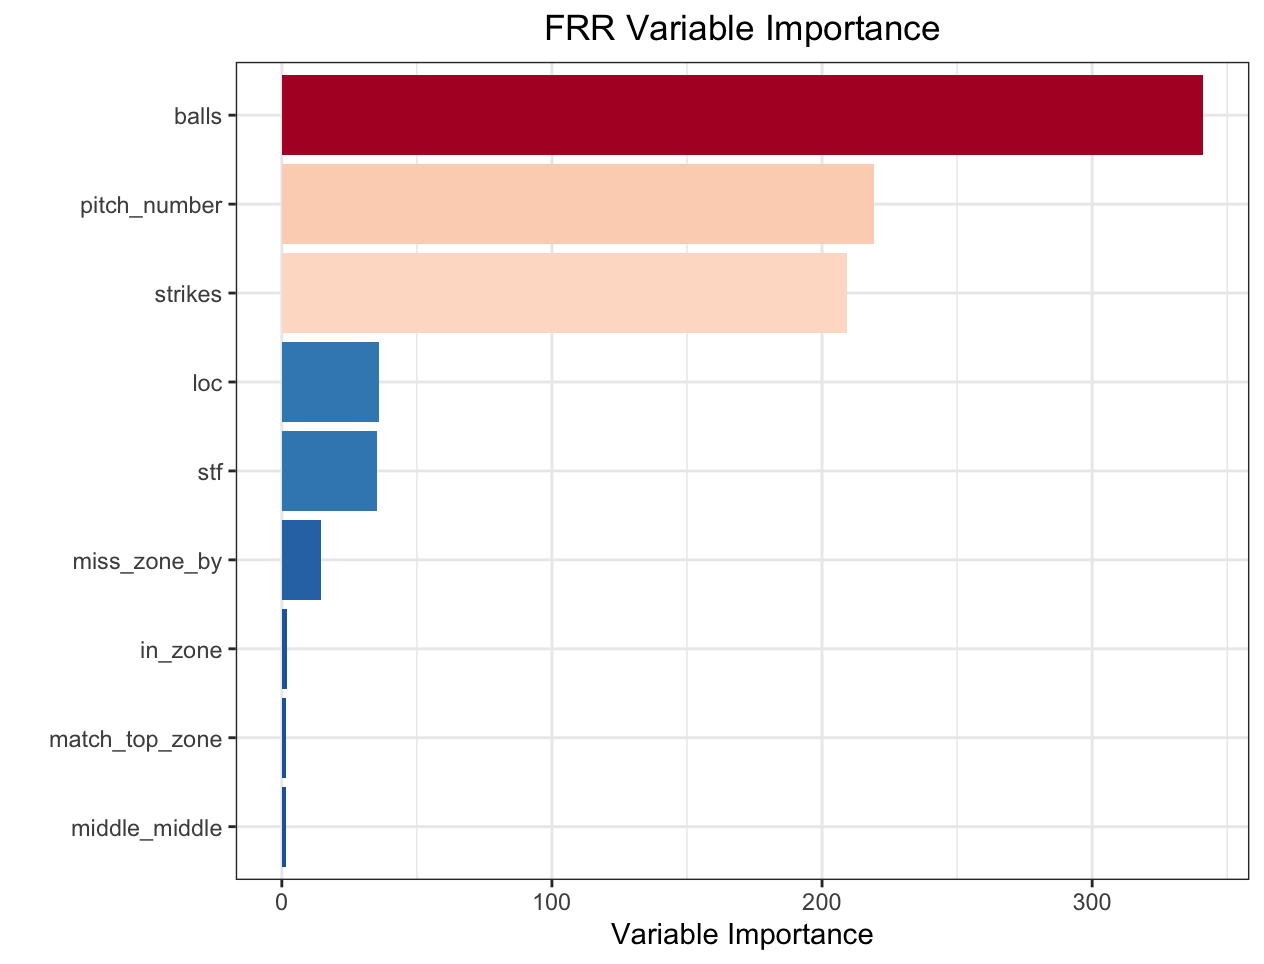 FRR Variable Importance
balls
pitch_number
strikes
loc
stf
miss_zone_by
in_zone
match_top_zone
middle_middle
0 100 200 300
Variable Importance